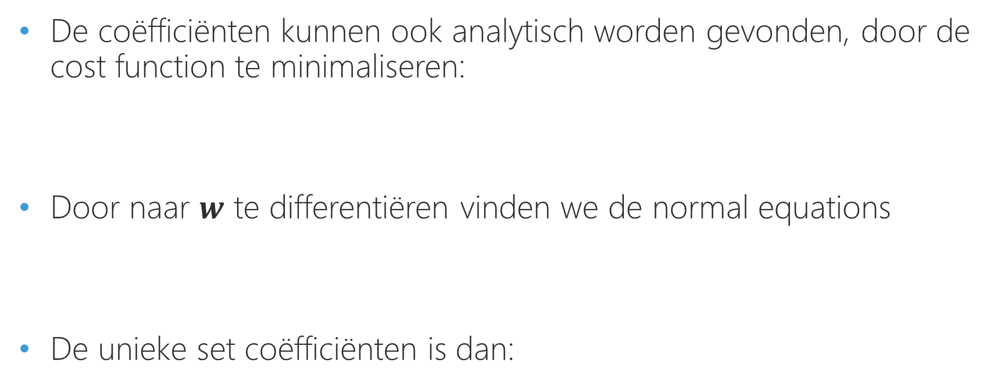 • De coëfficiënten kunnen ook analytisch worden gevonden, door de
cost function te minimaliseren:
• Door naar w te differentiëren vinden we de normal equations
• De unieke set coëfficiënten is dan: